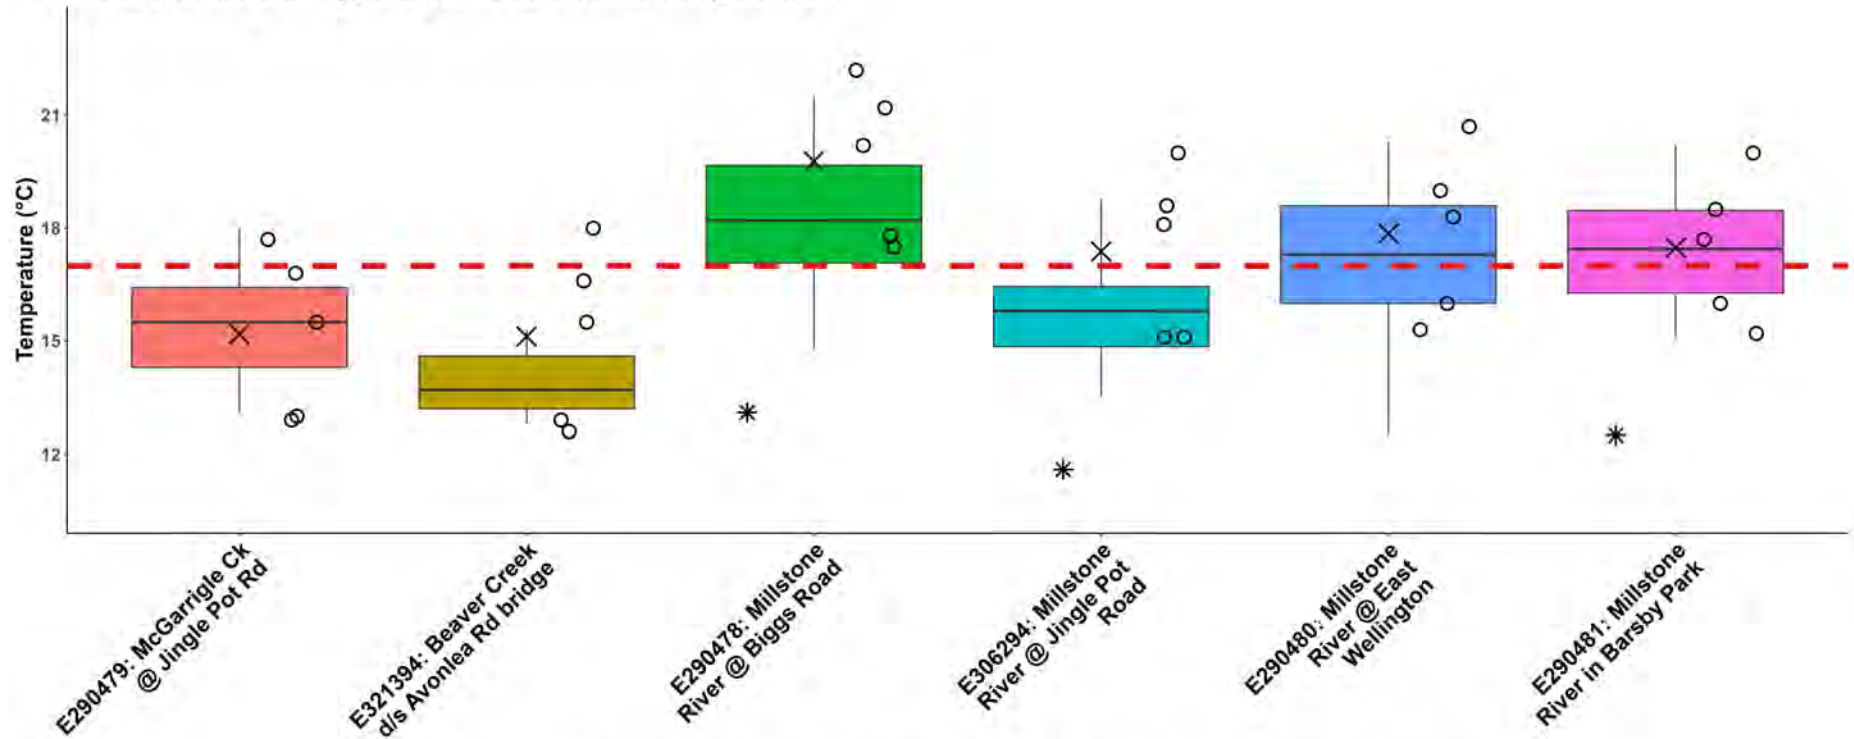 Temperature (°C)
21
18
15
12
E290479: McGarrigle Ck
@ Jingle Pot Rd
E321394: Beaver Creek
d/s Avonlea Rd bridge
E290478: Millstone
River @ Biggs Road
E306294: Millstone
River @ Jingle Pot
Road
E290480: Millstone
River @ East
Wellington
E290481: Millstone
River in Barsby Park